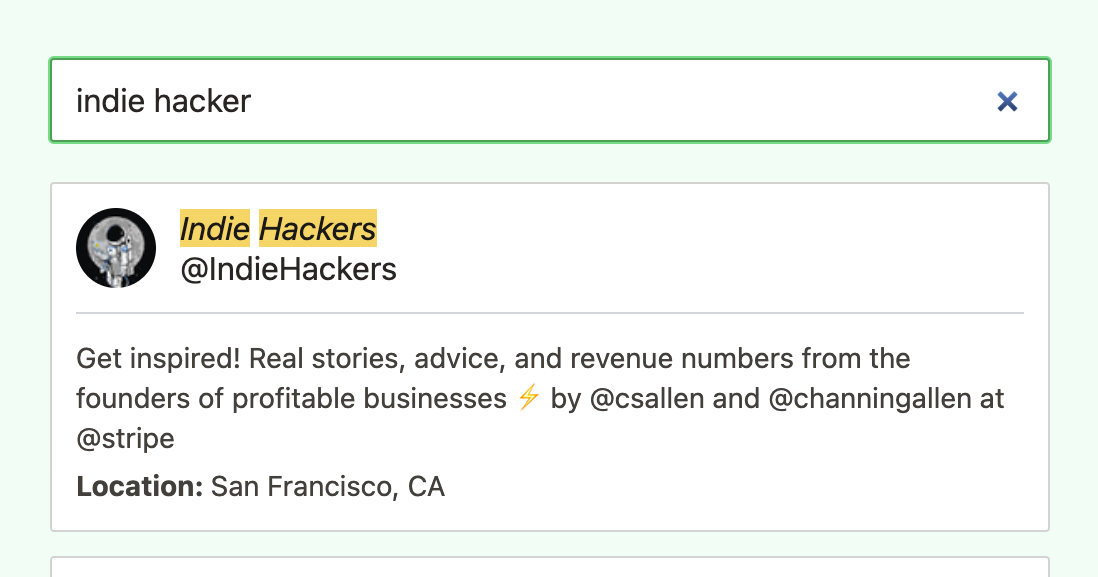 indie hacker
Indie Hackers
@IndieHackers
Get inspired! Real stories, advice, and revenue numbers from the
founders of profitable businesses ⚡ by @csallen and @channingallen at
@stripe
Location: San Francisco, CA